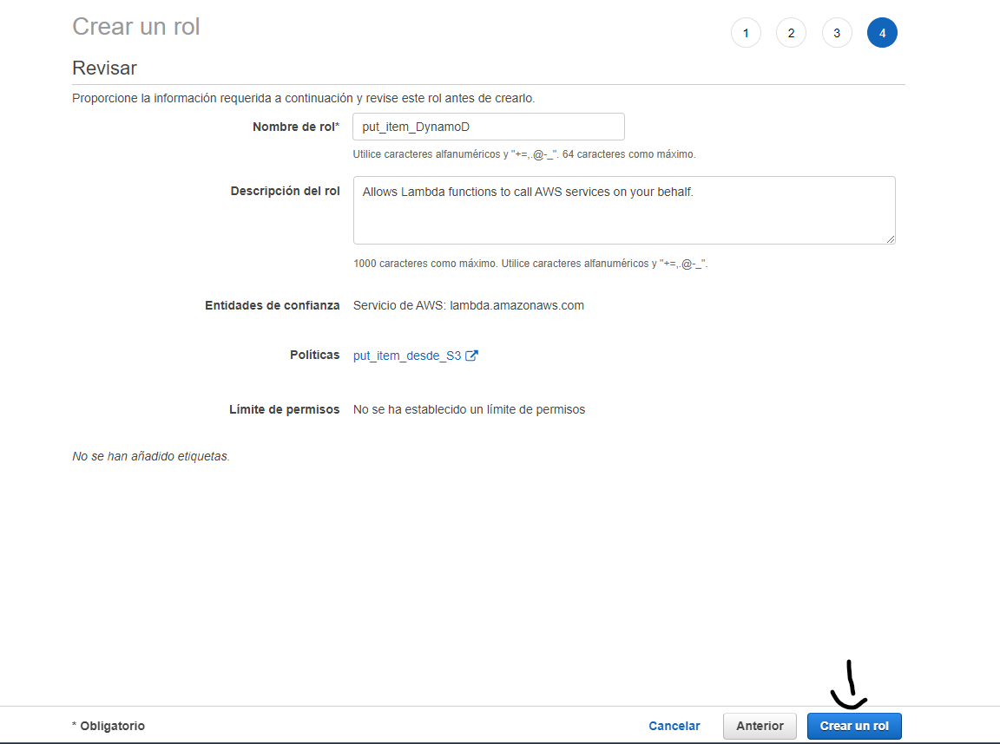 Crear un rol
1 2 3 4
Revisar
Proporcione la información requerida a continuación y revise este rol antes de crearlo.
Nombre de rol* put_item_DynamoD
Utilice caracteres alfanuméricos y "+=,.@-_". 64 caracteres como máximo.
Descripción del rol Allows Lambda functions to call AWS services on your behalf.
1000 caracteres como máximo. Utilice caracteres alfanuméricos y "+=,.@-_".
Entidades de confianza Servicio de AWS: lambda.amazonaws.com
Políticas put_item_desde_S3
Límite de permisos No se ha establecido un límite de permisos
No se han añadido etiquetas.
* Obligatorio Cancelar Anterior Crear un rol